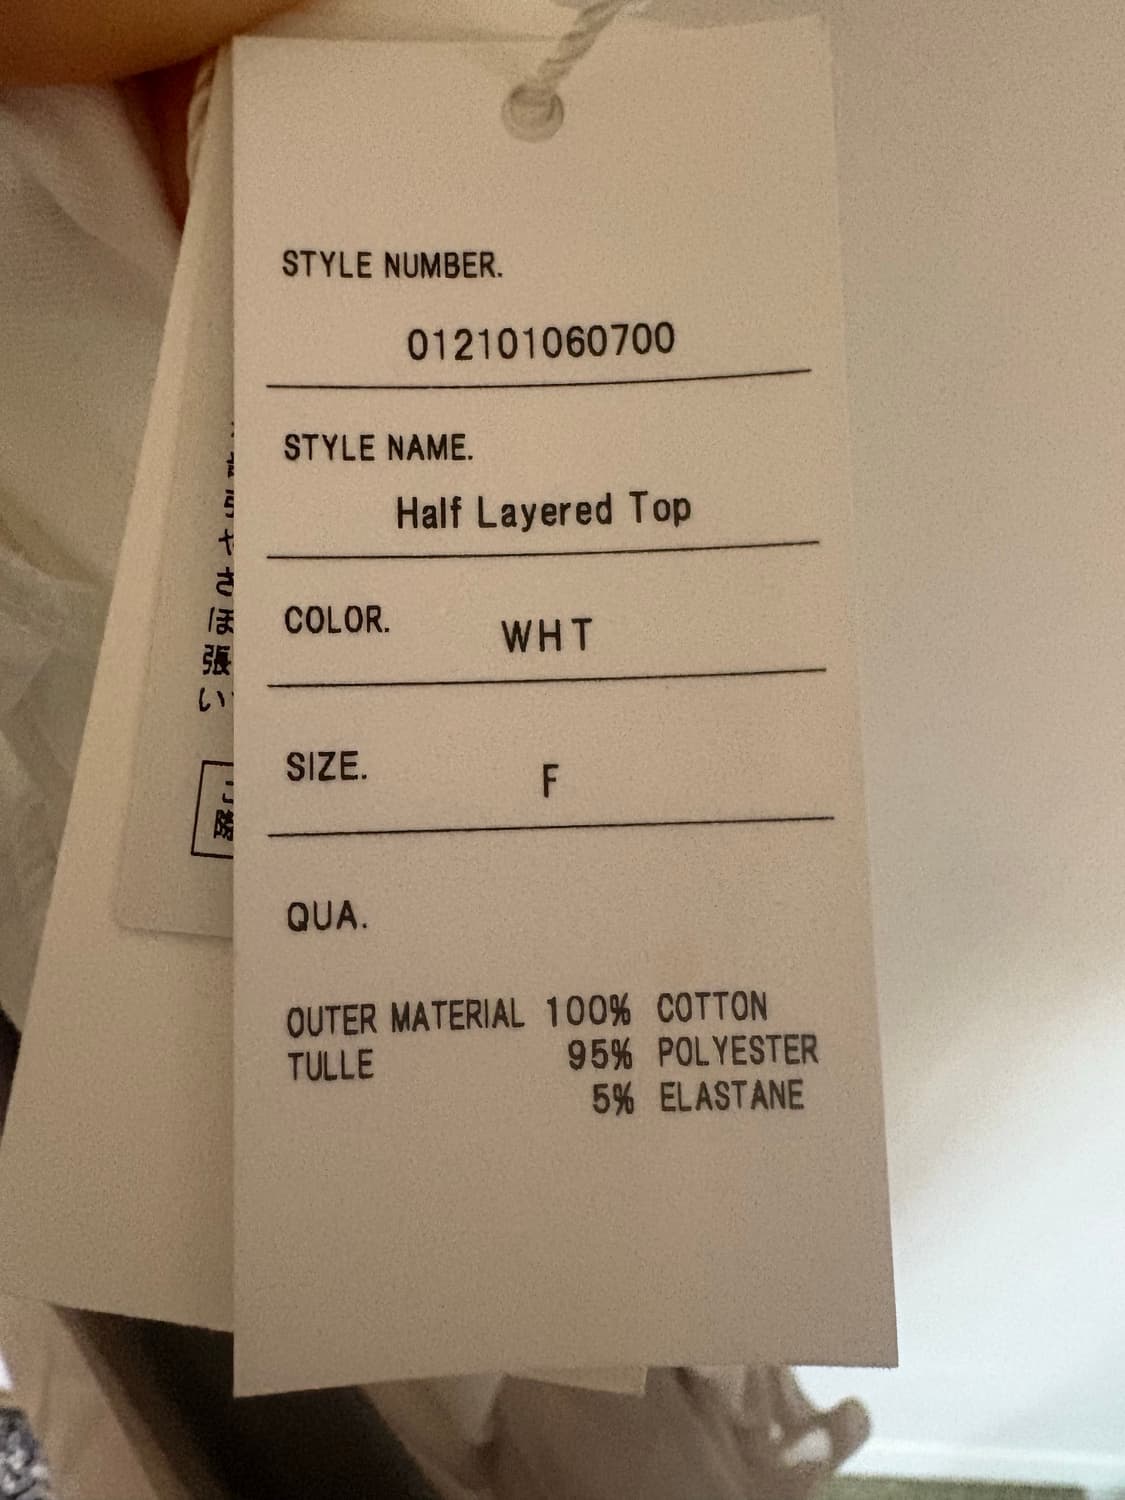 STYLE NUMBER.
012101060700
STYLE NAME.
Half Layered Top
COLOR. WHT
SIZE. F
QUA.
OUTER MATERIAL 100% COTTON
TULLE 95% POLYESTER
5% ELASTANE